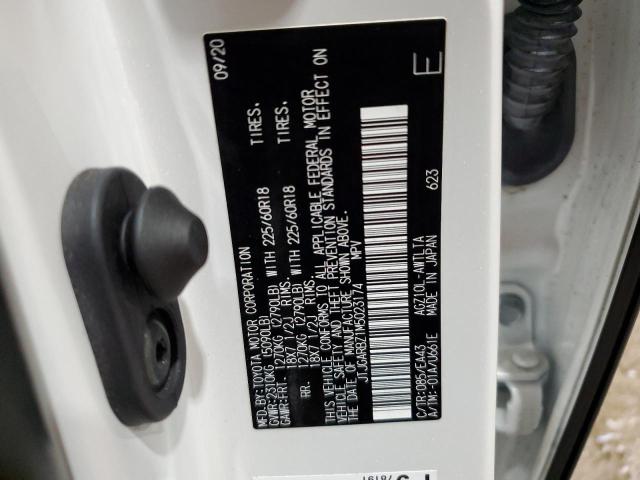 09/20
MFD.BY:TOYOTA MOTOR CORPORATION
GVWR:2310KG (5100LB)
GAWR:FRT. 1270KG (2790LB) WITH 225/60R18 TIRES.
18X7 1/2J RIMS
RR. 1270KG (2790LB) WITH 225/60R18 TIRES.
18X7 1/2J RIMS
THIS VEHICLE CONFORMS TO ALL APPLICABLE FEDERAL MOTOR
VEHICLE SAFETY AND THEFT PREVENTION STANDARDS IN EFFECT ON
THE DATE OF MANUFACTURE SHOWN ABOVE.
JTJGARBZ1M5023174 MPV
E
C/TR:085/EA43 AGZ10L-AWTLTA
C/TM:-01A/U661E MADE IN JAPAN 623